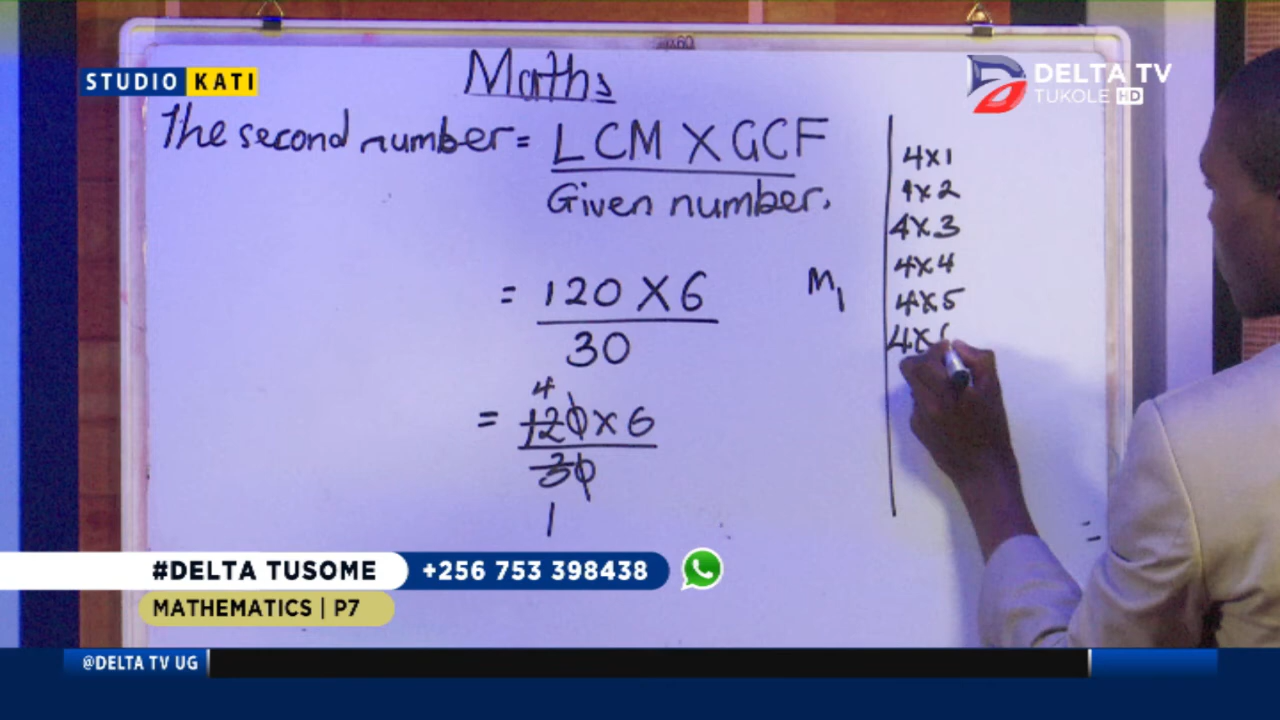 STUDIO KATI
DELTA TV
TUKOLE HD
Maths
The second number = LCM X GCF
Given number.
= 120 X 6
30
M1
4
= 120 x 6
30
1
4x1
4x2
4x3
4x4
4x5
4x
=
#DELTA TUSOME
+256 753 398438
MATHEMATICS | P7
@DELTA TV UG